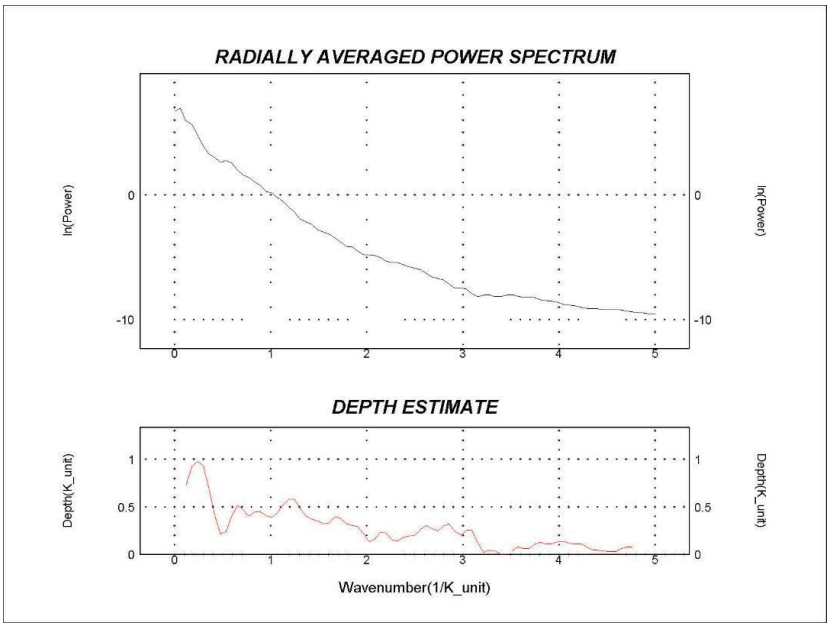 RADIALLY AVERAGED POWER SPECTRUM
ln(Power)
0
-10
0
-10
ln(Power)
0 1 2 3 4 5
DEPTH ESTIMATE
Depth(K_unit)
1
0.5
0
1
0.5
0
Depth(K_unit)
0 1 2 3 4 5
Wavenumber(1/K_unit)